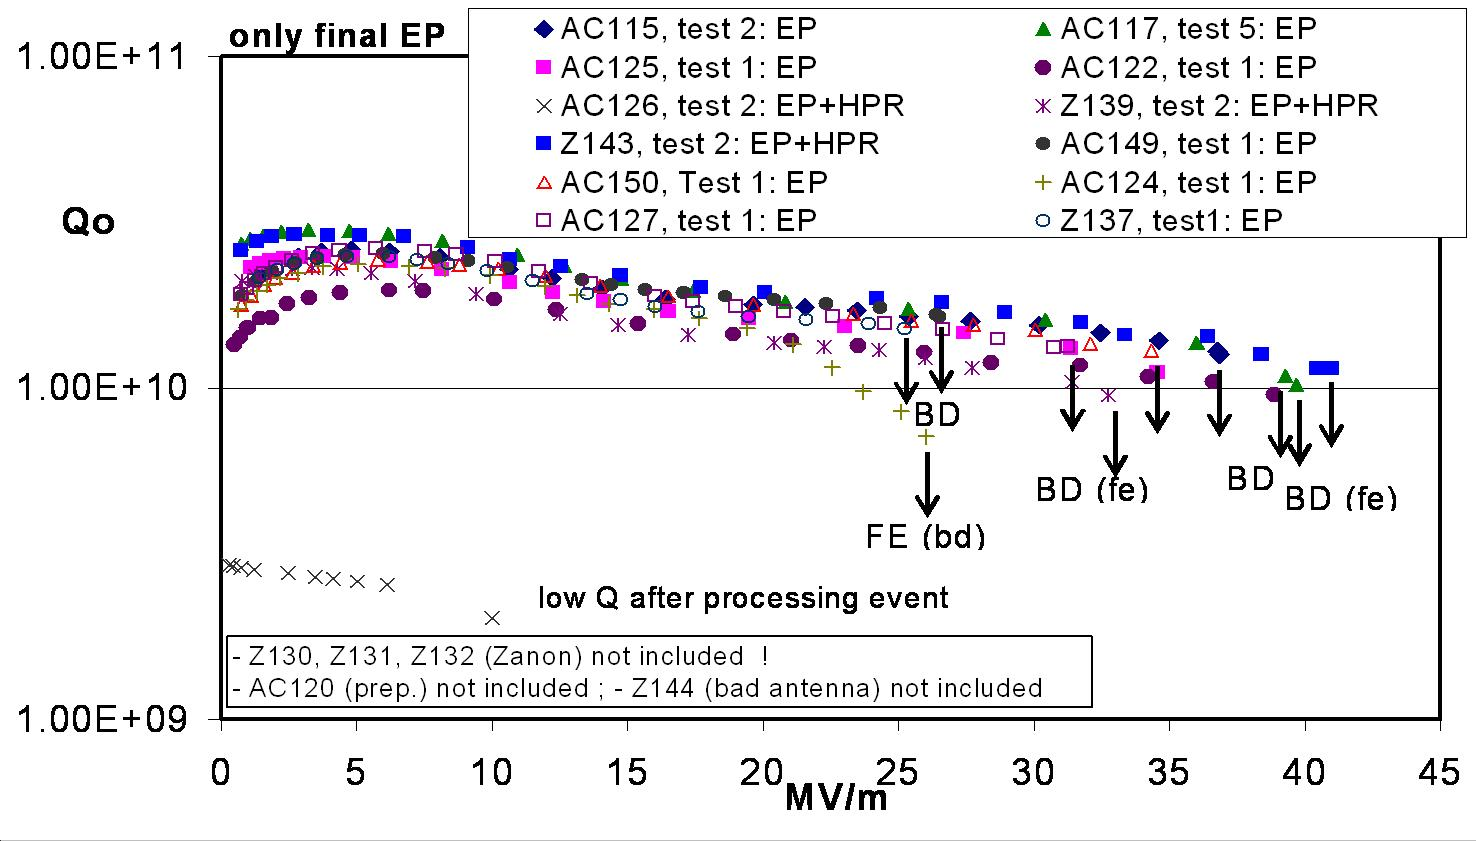 only final EP
AC115, test 2: EP
AC117, test 5: EP
AC125, test 1: EP
AC122, test 1: EP
AC126, test 2: EP+HPR
Z139, test 2: EP+HPR
Z143, test 2: EP+HPR
AC149, test 1: EP
AC150, Test 1: EP
AC124, test 1: EP
AC127, test 1: EP
Z137, test1: EP
1.00E+11
Qo
1.00E+10
BD
BD (fe)
BD
BD (fe)
FE (bd)
low Q after processing event
- Z130, Z131, Z132 (Zanon) not included !
- AC120 (prep.) not included ; - Z144 (bad antenna) not included
1.00E+09
0 5 10 15 20 25 30 35 40 45
MV/m